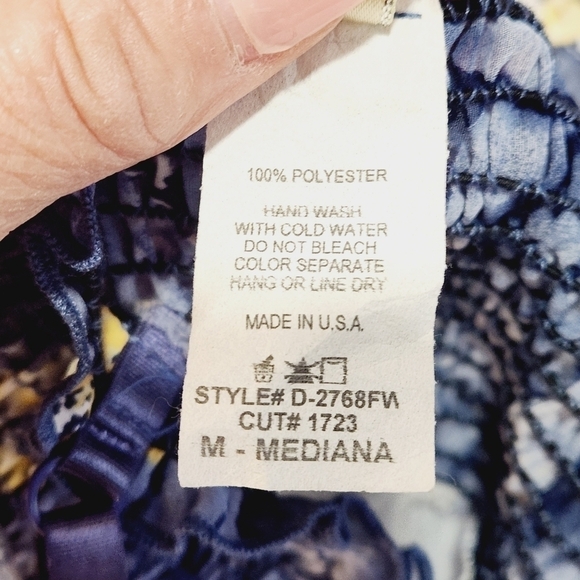 100% POLYESTER
HAND WASH
WITH COLD WATER
DO NOT BLEACH
COLOR SEPARATE
HANG OR LINE DRY
MADE IN U.S.A.
STYLE# D-2768FW
CUT# 1723
M - MEDIANA